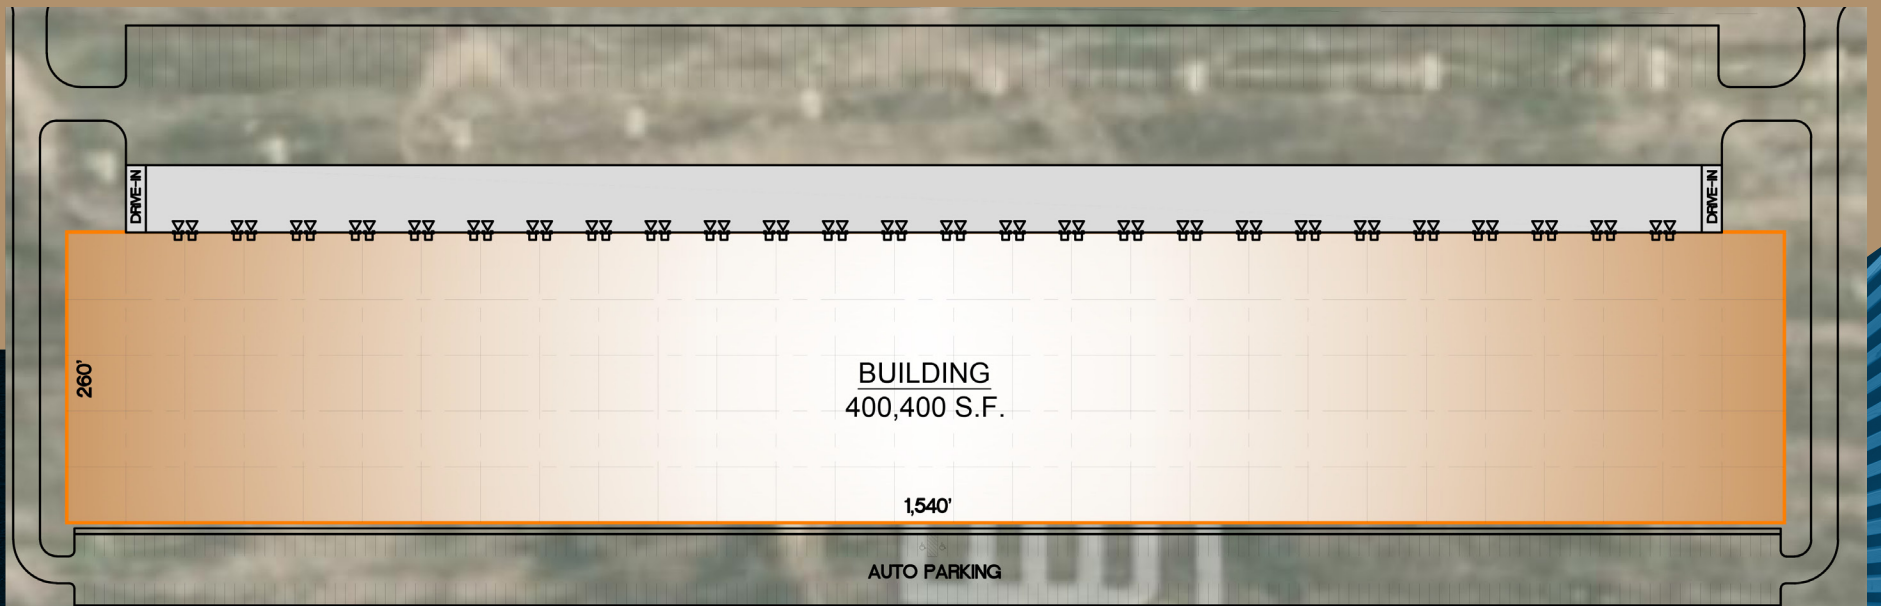 DRIVE-IN
DRIVE-IN
260'
BUILDING
400,400 S.F.
1,540'
AUTO PARKING